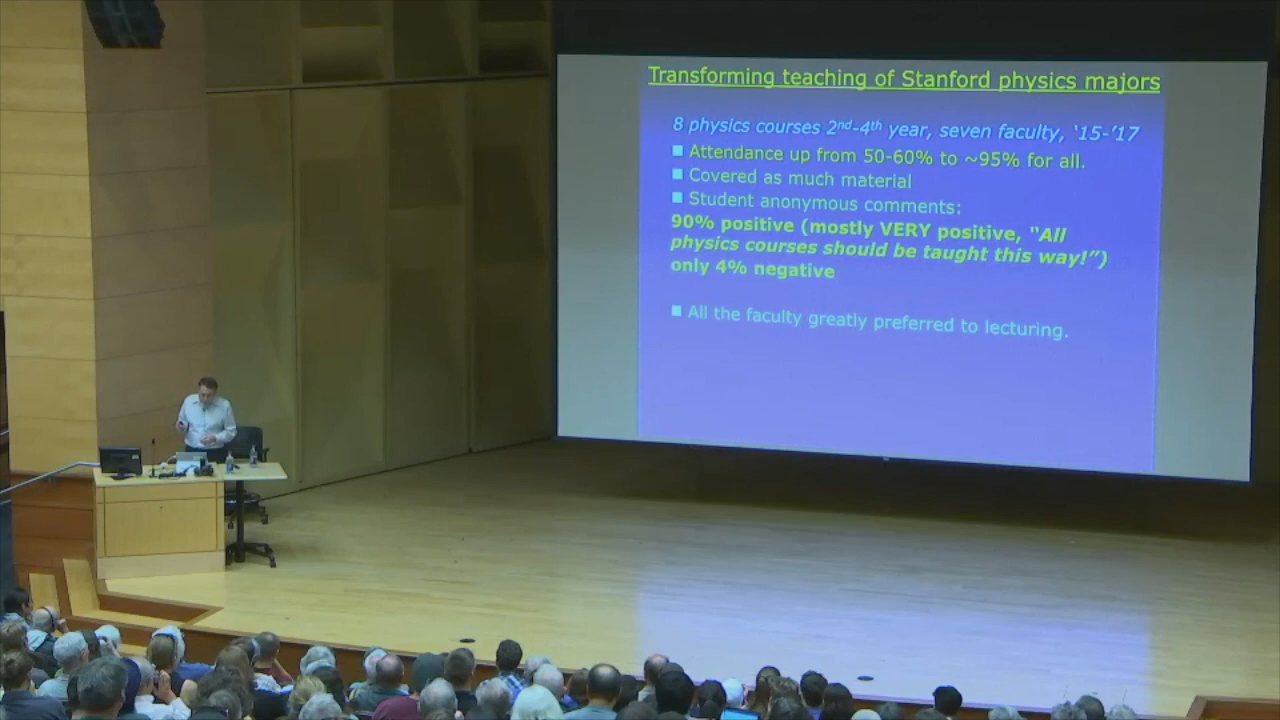 Transforming teaching of Stanford physics majors
8 physics courses 2nd-4th year, seven faculty, ‘15-’17
■ Attendance up from 50-60% to ~95% for all.
■ Covered as much material
■ Student anonymous comments:
90% positive (mostly VERY positive, “All
physics courses should be taught this way!”)
only 4% negative
■ All the faculty greatly preferred to lecturing.